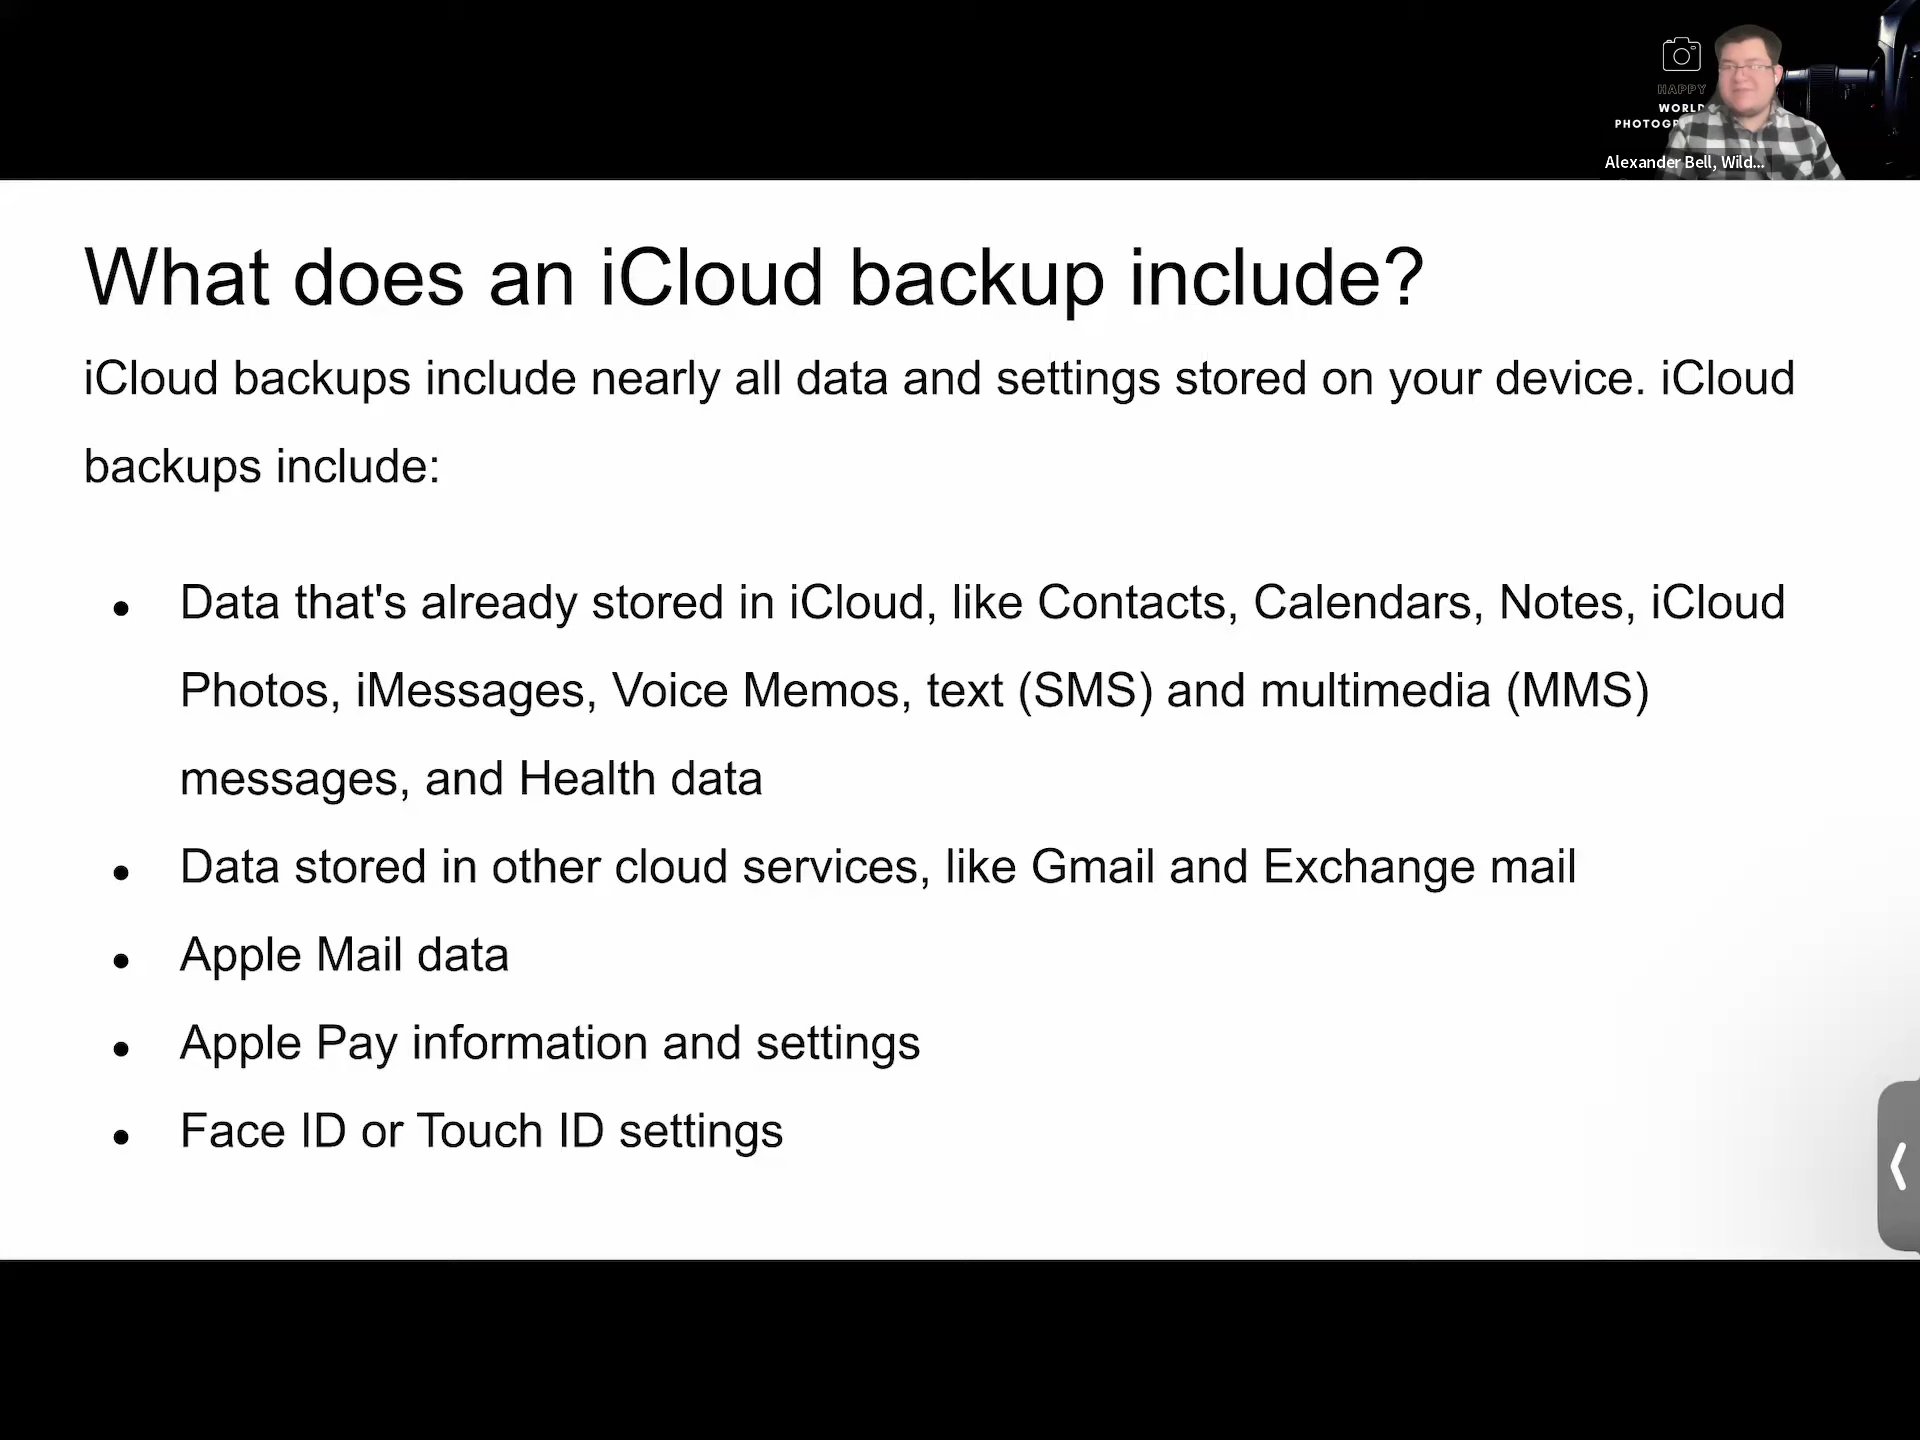 HAPPY
WORLD
Alexander Bell, Wild...
What does an iCloud backup include?
iCloud backups include nearly all data and settings stored on your device. iCloud
backups include:
Data that's already stored in iCloud, like Contacts, Calendars, Notes, iCloud
Photos, iMessages, Voice Memos, text (SMS) and multimedia (MMS)
messages, and Health data
Data stored in other cloud services, like Gmail and Exchange mail
Apple Mail data
Apple Pay information and settings
Face ID or Touch ID settings